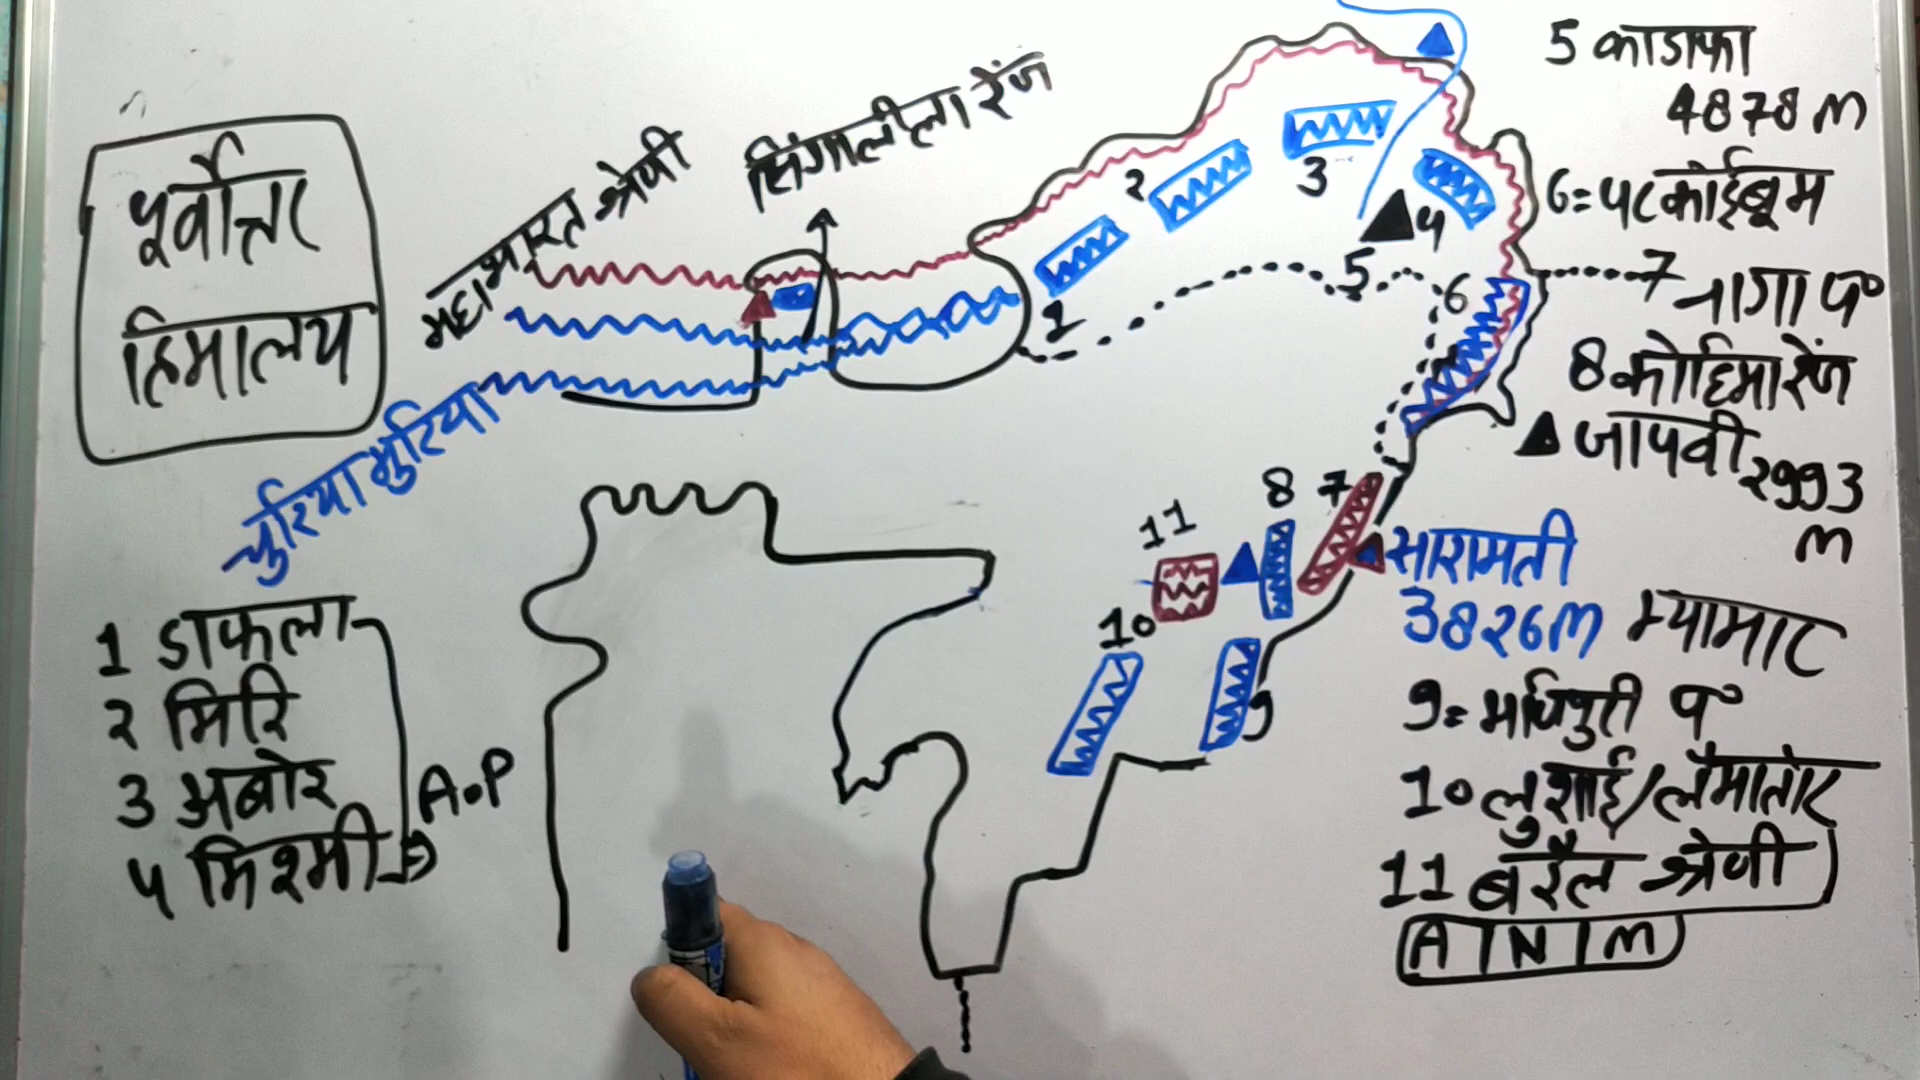 पूर्वोत्तर
हिमालय
महाभारत श्रेणी
सिंगालीला रेंज
चुरिया मुरिया
1 डाफला
2 मिरि
3 अबोर
4 मिश्मी
A.P
1
2
3
4
5
6
7
8
9
10
11
5 काडाफा
4878 m
6= पटकोईबूम
7 नागा प०
8 कोहिमा रेंज
जापवी 2993
m
सारामती
3826m म्यामार
9= मणिपुरी प०
10 लुशाई/लैमातोर
11 बरैल श्रेणी
A | N | M